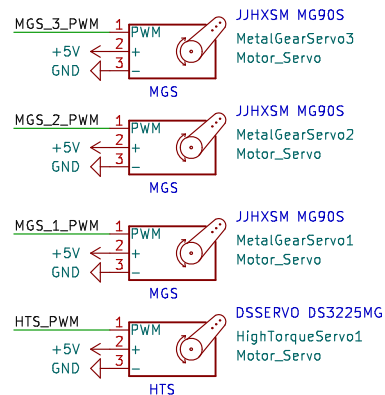 JJHXSM MG90S
MGS_3_PWM 1 PWM MetalGearServo3
+5V 2 + Motor_Servo
GND 3 −
MGS
JJHXSM MG90S
MGS_2_PWM 1 PWM MetalGearServo2
+5V 2 + Motor_Servo
GND 3 −
MGS
JJHXSM MG90S
MGS_1_PWM 1 PWM MetalGearServo1
+5V 2 + Motor_Servo
GND 3 −
MGS
DSSERVO DS3225MG
HTS_PWM 1 PWM HighTorqueServo1
+5V 2 + Motor_Servo
GND 3 −
HTS